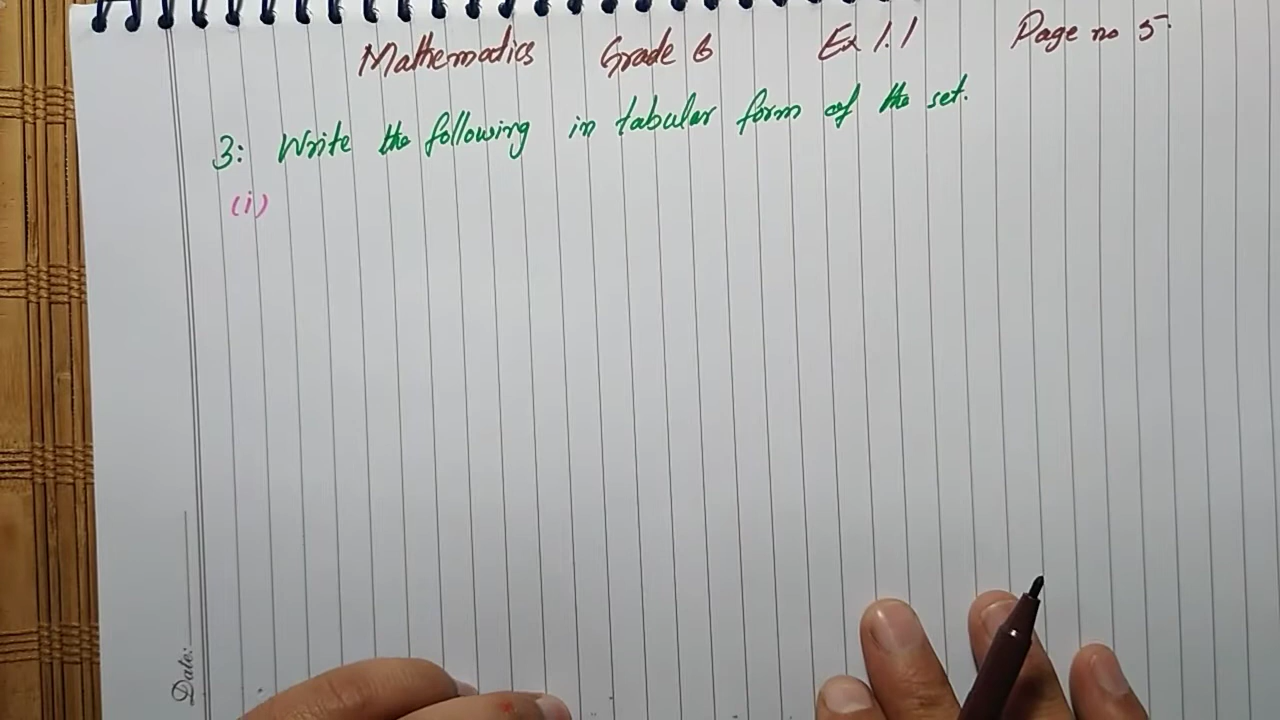 Mathematics Grade 6 Ex 1.1 Page no 5.
3: Write the following in tabular form of the set.
(i)
Date: